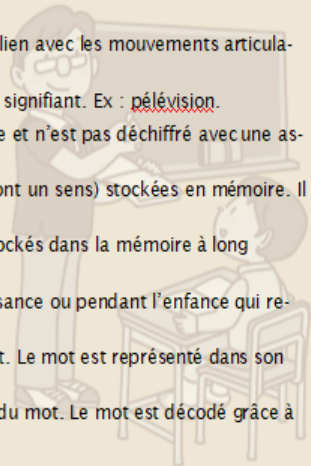 lien avec les mouvements articula-
signifiant. Ex : pélévision.
e et n'est pas déchiffré avec une as-
ont un sens) stockées en mémoire. Il
ockés dans la mémoire à long
sance ou pendant l'enfance qui re-
t. Le mot est représenté dans son
du mot. Le mot est décodé grâce à